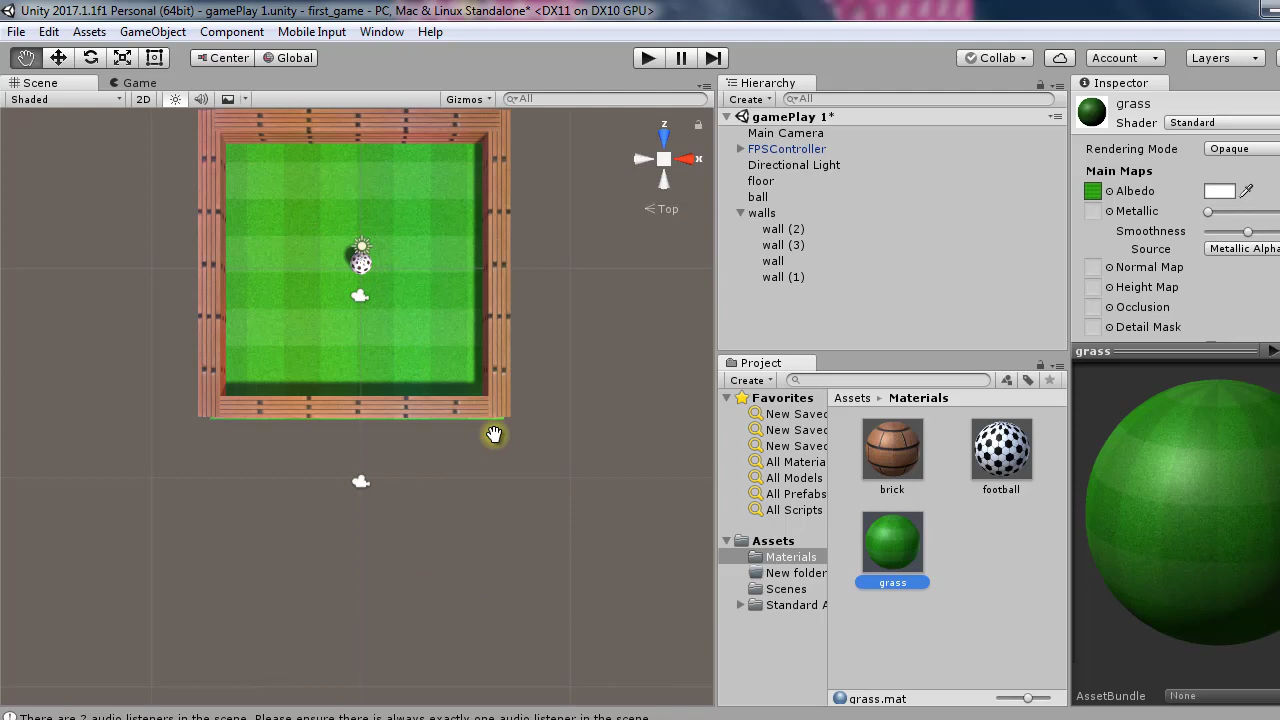 Unity 2017.1.1f1 Personal (64bit) - gamePlay 1.unity - first_game - PC, Mac & Linux Standalone* <DX11 on DX10 GPU>
File Edit Assets GameObject Component Mobile Input Window Help
Center Global Collab Account Layers
Scene Game Hierarchy Inspector
Shaded 2D Gizmos All Create All
gamePlay 1*
Main Camera
FPSController
Directional Light
floor
ball
walls
wall (2)
wall (3)
wall
wall (1)
z
x
Top
grass
Shader Standard
Rendering Mode Opaque
Main Maps
Albedo
Metallic
Smoothness
Source Metallic Alpha
Normal Map
Height Map
Occlusion
Detail Mask
grass
AssetBundle None
Project
Create
Favorites
New Saved
New Saved
New Saved
All Materia
All Models
All Prefabs
All Scripts
Assets
Materials
New folder
Scenes
Standard A
Assets Materials
brick football
grass
grass.mat
There are 2 audio listeners in the scene. Please ensure there is always exactly one audio listener in the scene.